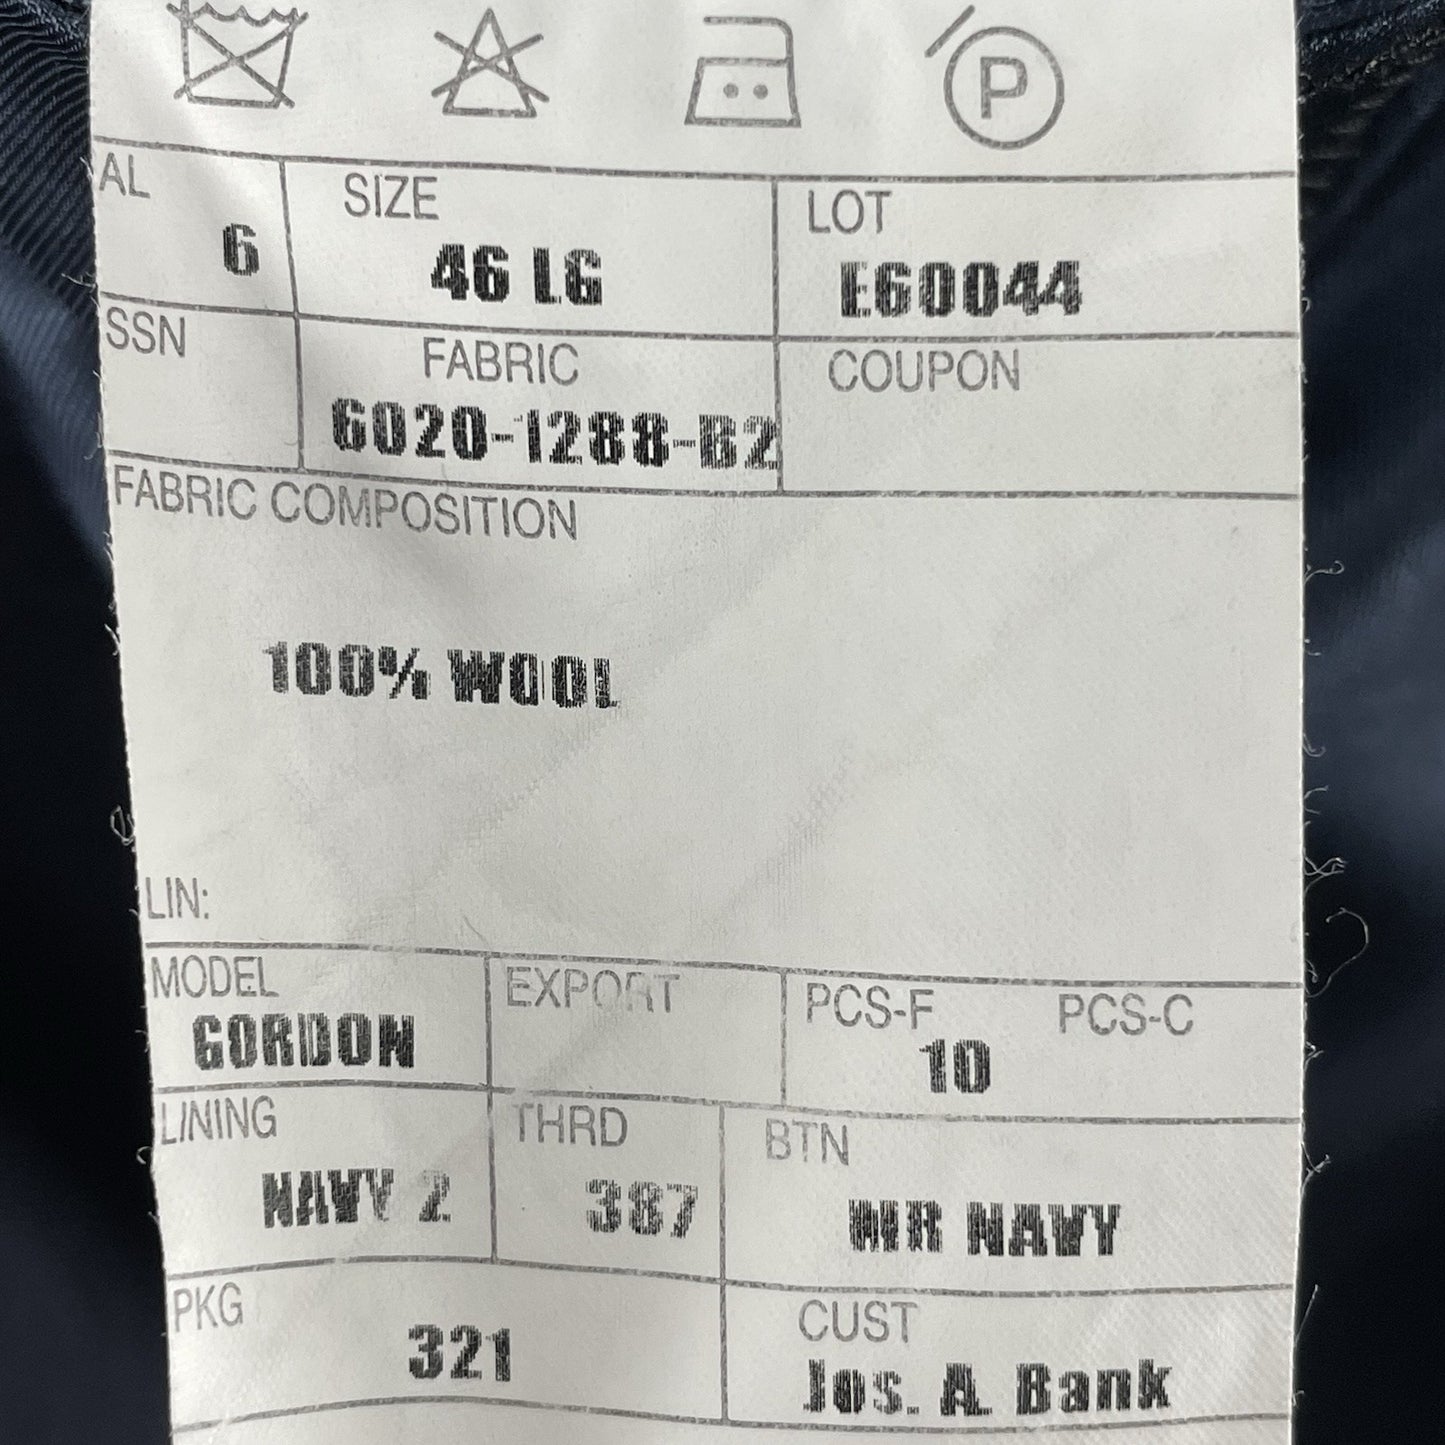 P
AL SIZE LOT
6 46 LG E60044
SSN FABRIC COUPON
6020-1288-B2
FABRIC COMPOSITION
100% WOOL
LIN:
MODEL EXPORT PCS-F PCS-C
GORDON 10
LINING THRD BTN
NAVY 2 387 WR NAVY
PKG CUST
321 Jos. A. Bank